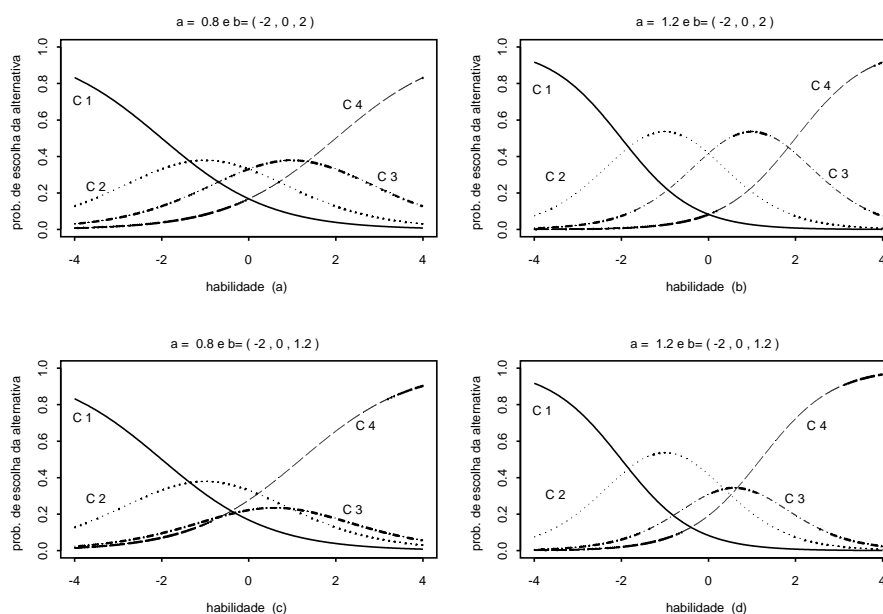 a = 0.8 e b= ( -2 , 0 , 2 )
prob. de escolha da alternativa
0.0 0.2 0.4 0.6 0.8 1.0
C 1
C 2
C 3
C 4
-4 -2 0 2 4
habilidade (a)
a = 1.2 e b= ( -2 , 0 , 2 )
prob. de escolha da alternativa
0.0 0.2 0.4 0.6 0.8 1.0
C 1
C 2
C 3
C 4
-4 -2 0 2 4
habilidade (b)
a = 0.8 e b= ( -2 , 0 , 1.2 )
prob. de escolha da alternativa
0.0 0.2 0.4 0.6 0.8 1.0
C 1
C 2
C 3
C 4
-4 -2 0 2 4
habilidade (c)
a = 1.2 e b= ( -2 , 0 , 1.2 )
prob. de escolha da alternativa
0.0 0.2 0.4 0.6 0.8 1.0
C 1
C 2
C 3
C 4
-4 -2 0 2 4
habilidade (d)